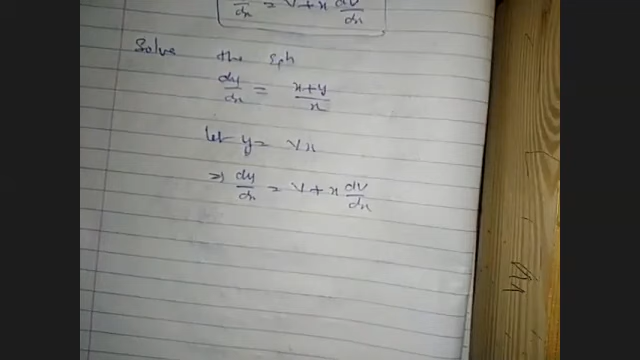 dy/dx = v + x dv/dx
Solve the Eqn
dy/dx = x+y/x
let y = vx
⇒ dy/dx = v + x dv/dx